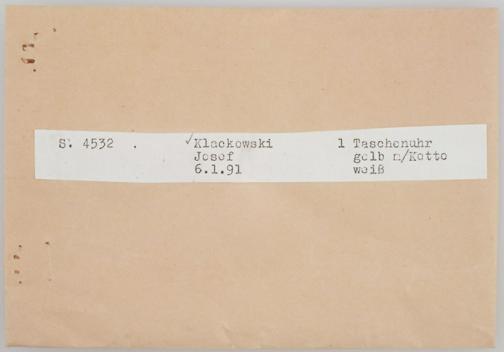 S. 4532 . ✓Klackowski 1 Taschenuhr
Josef gelb m/Kette
6.1.91 weiß